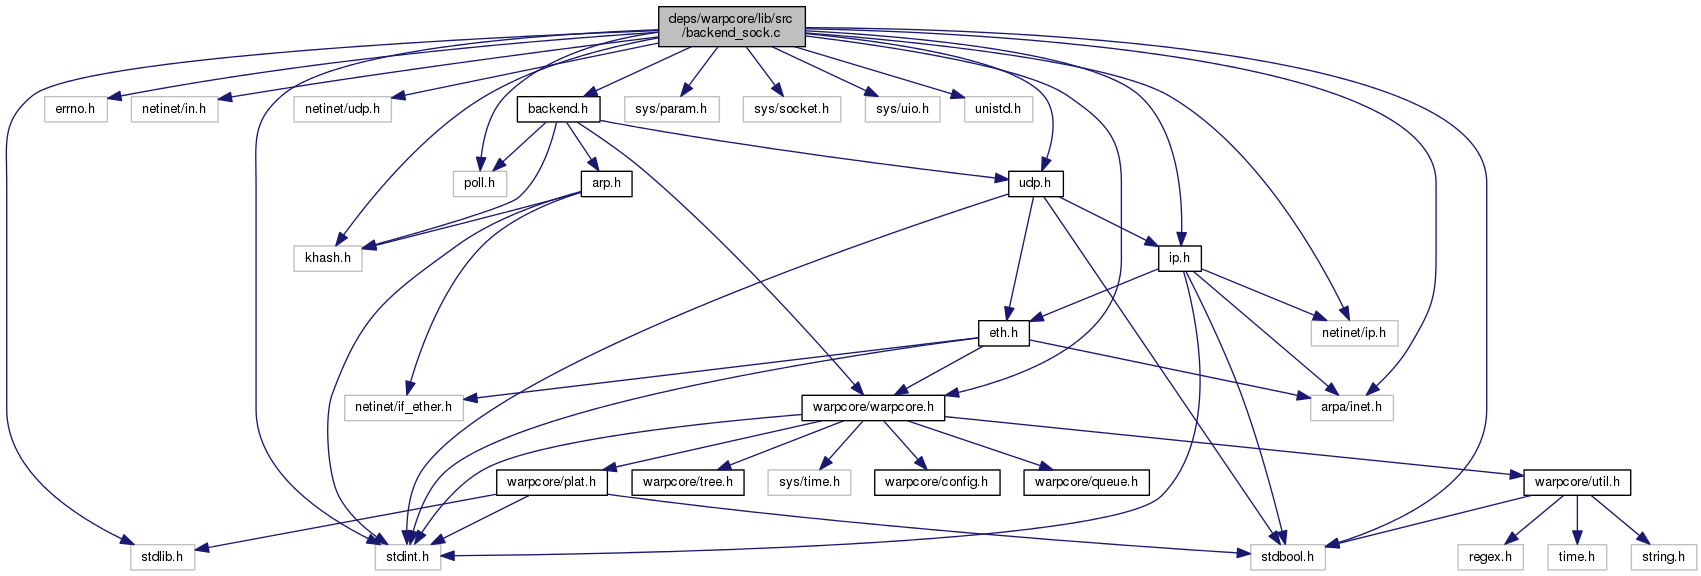 deps/warpcore/lib/src
/backend_sock.c
errno.h
netinet/in.h
netinet/udp.h
backend.h
sys/param.h
sys/socket.h
sys/uio.h
unistd.h
poll.h
arp.h
udp.h
khash.h
ip.h
eth.h
netinet/ip.h
netinet/if_ether.h
warpcore/warpcore.h
arpa/inet.h
warpcore/plat.h
warpcore/tree.h
sys/time.h
warpcore/config.h
warpcore/queue.h
warpcore/util.h
stdlib.h
stdint.h
stdbool.h
regex.h
time.h
string.h